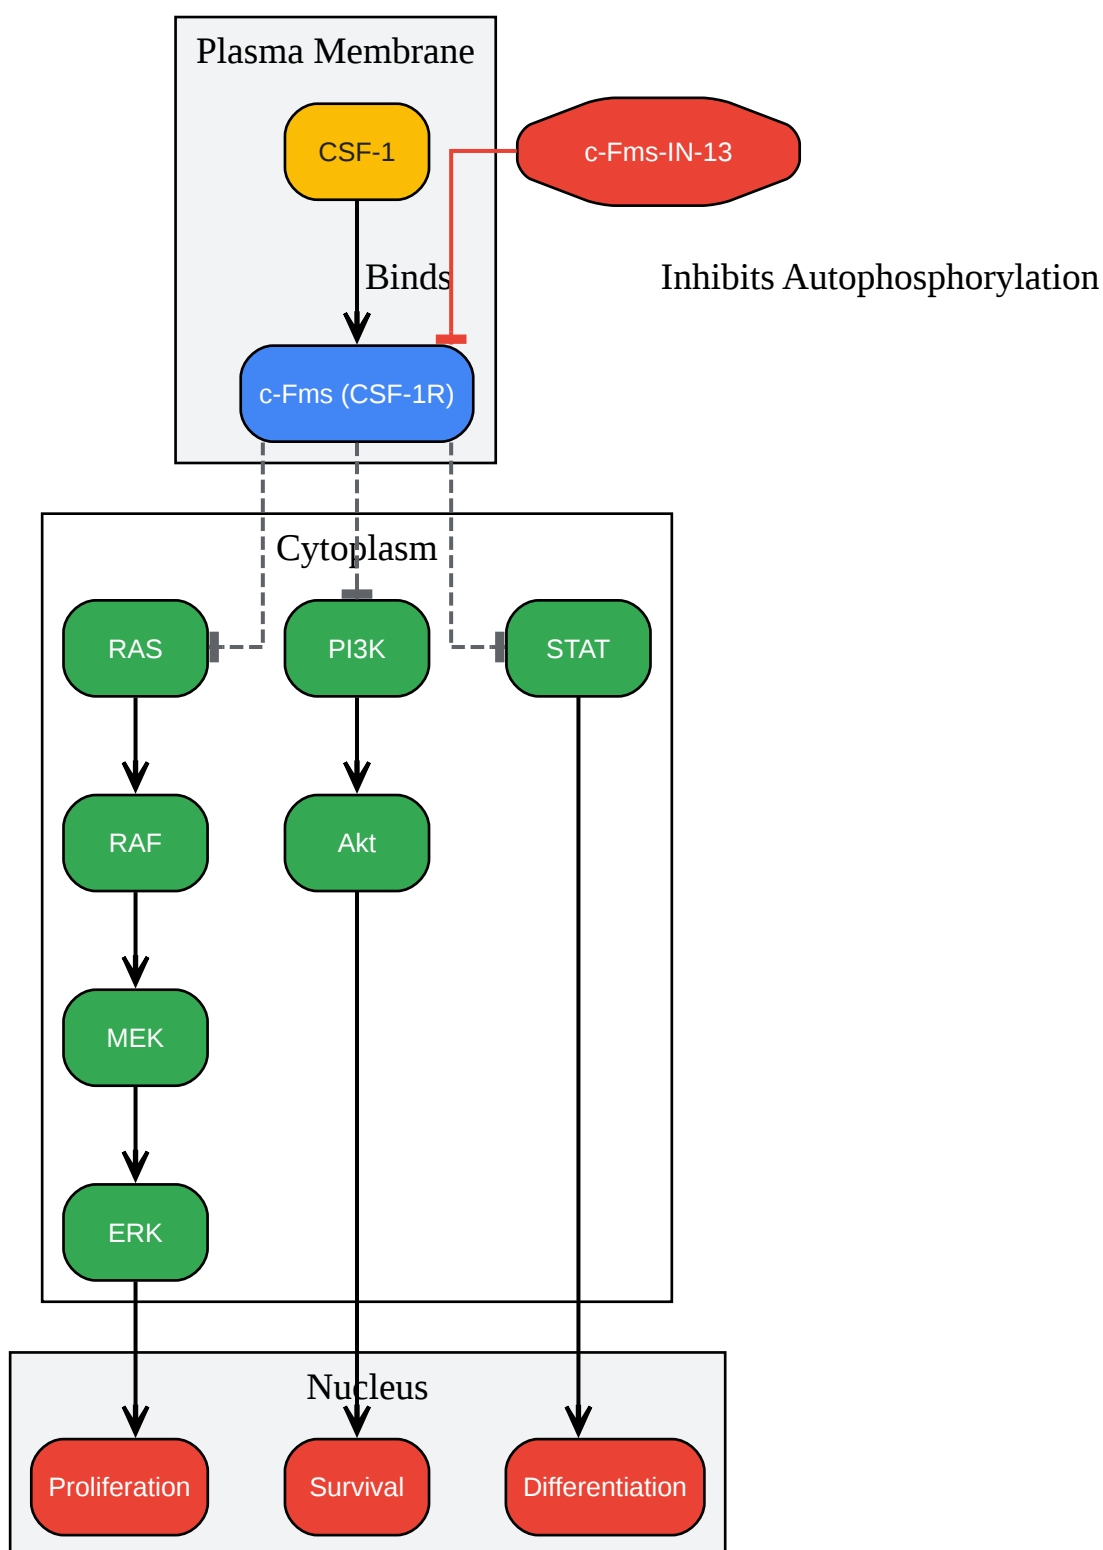 Plasma Membrane
CSF-1
c-Fms-IN-13
Binds
Inhibits Autophosphorylation
c-Fms (CSF-1R)
Cytoplasm
RAS
PI3K
STAT
RAF
Akt
MEK
ERK
Nucleus
Proliferation
Survival
Differentiation